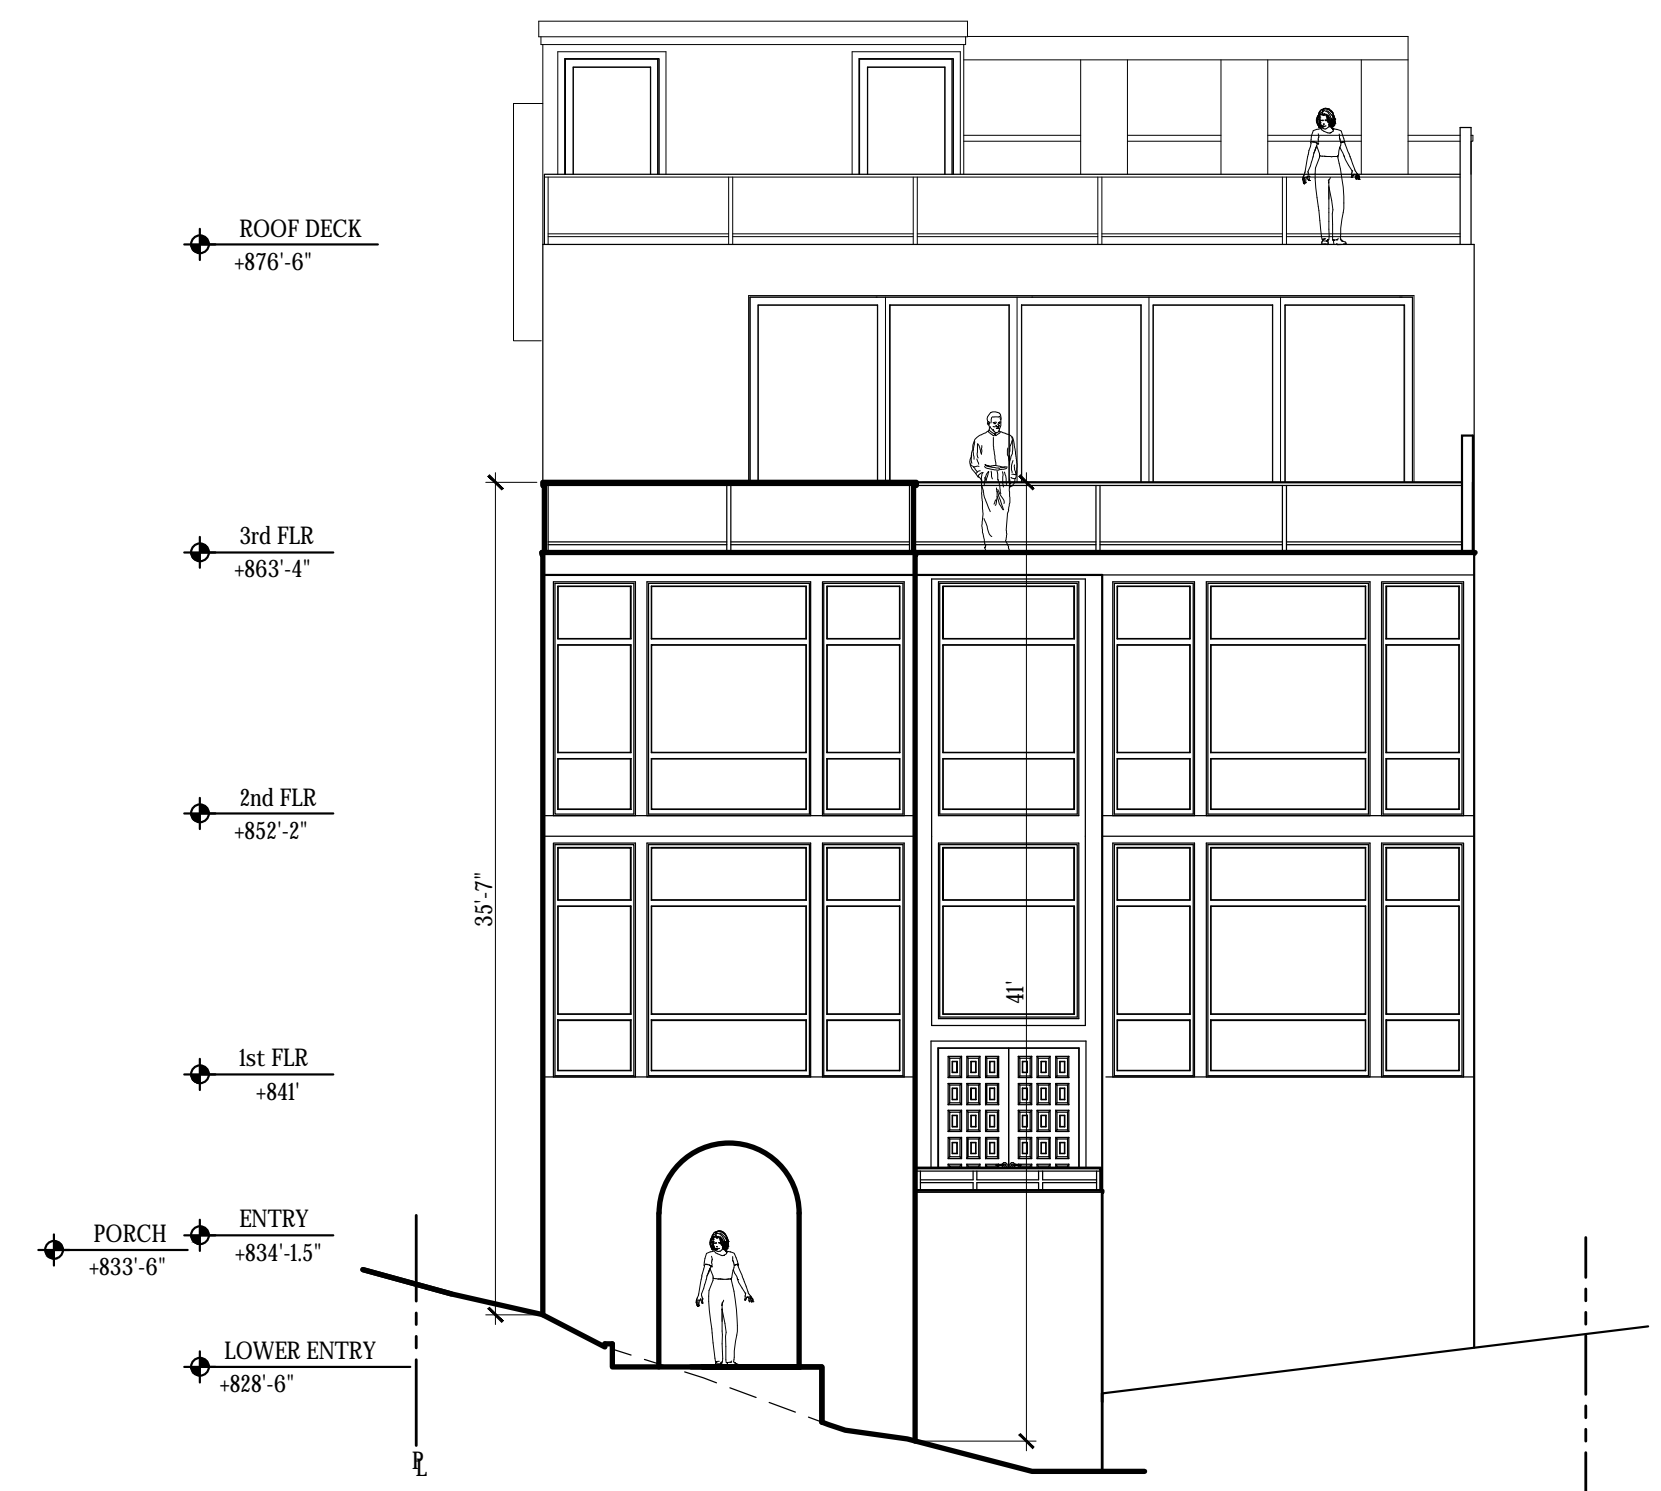 ROOF DECK
+876'-6"
3rd FLR
+863'-4"
2nd FLR
+852'-2"
35'-7"
41'
1st FLR
+841'
ENTRY
+834'-1.5"
PORCH
+833'-6"
LOWER ENTRY
+828'-6"
PL